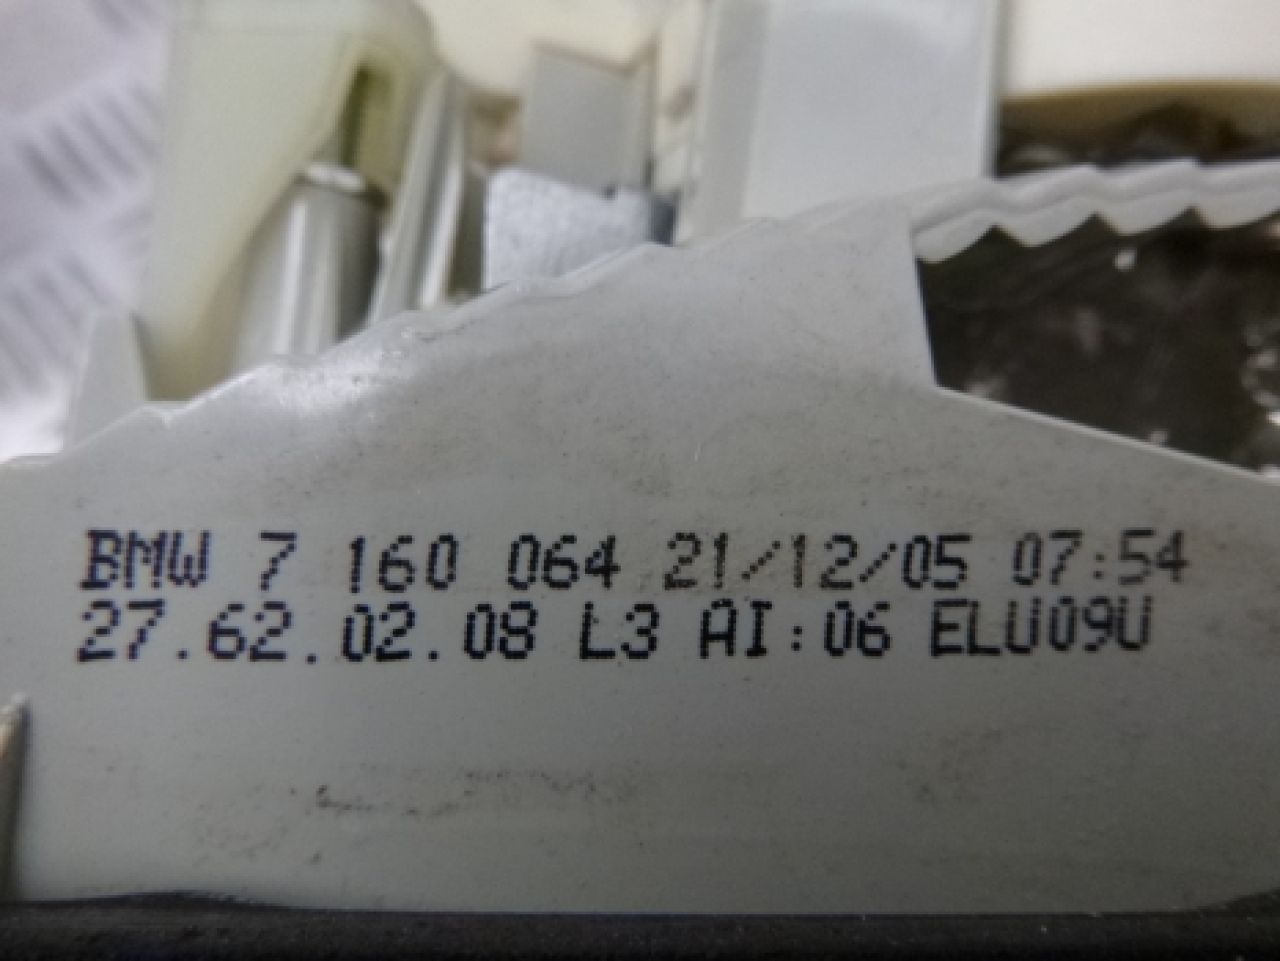 BMW 7 160 064 21/12/05 07:54
27.62.02.08 L3 AI:06 ELU09U